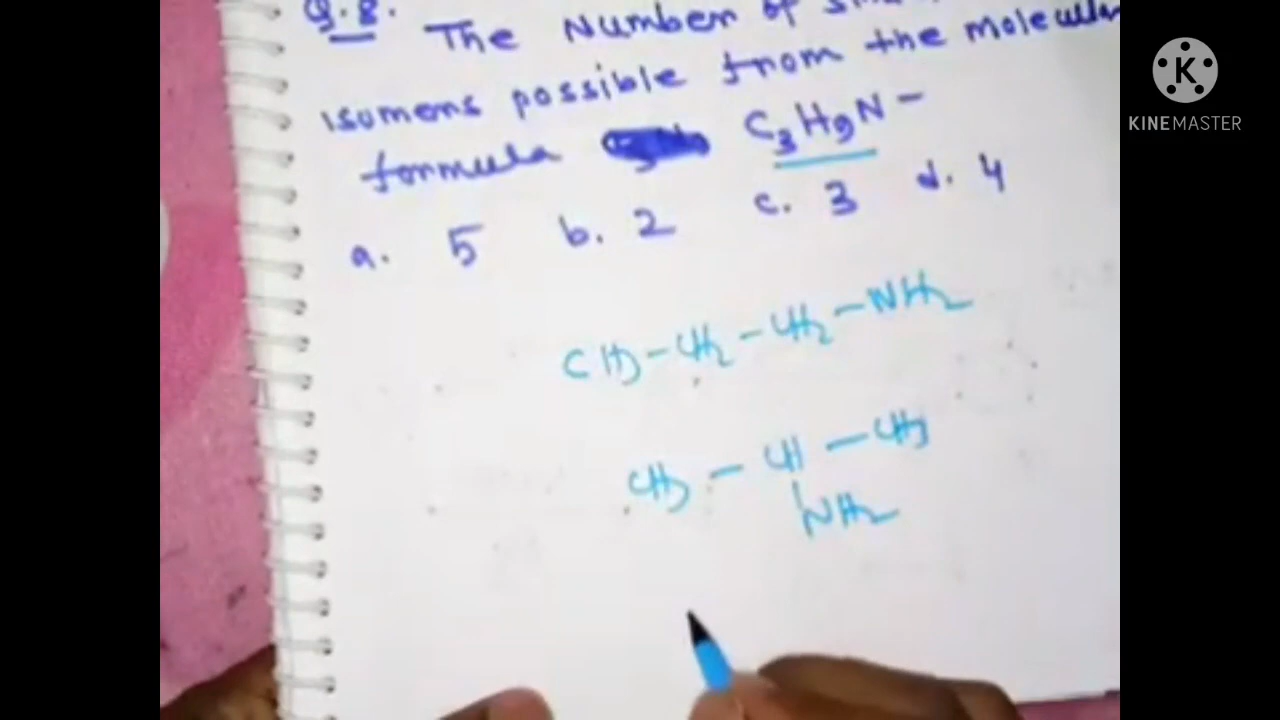 Q.8. The Number of
isomers possible from the molecular
formula C3H9N -
a. 5 b. 2 c. 3 d. 4
CH3 - CH2 - CH2 - NH2
CH3 - CH - CH3
NH2
K
KINEMASTER